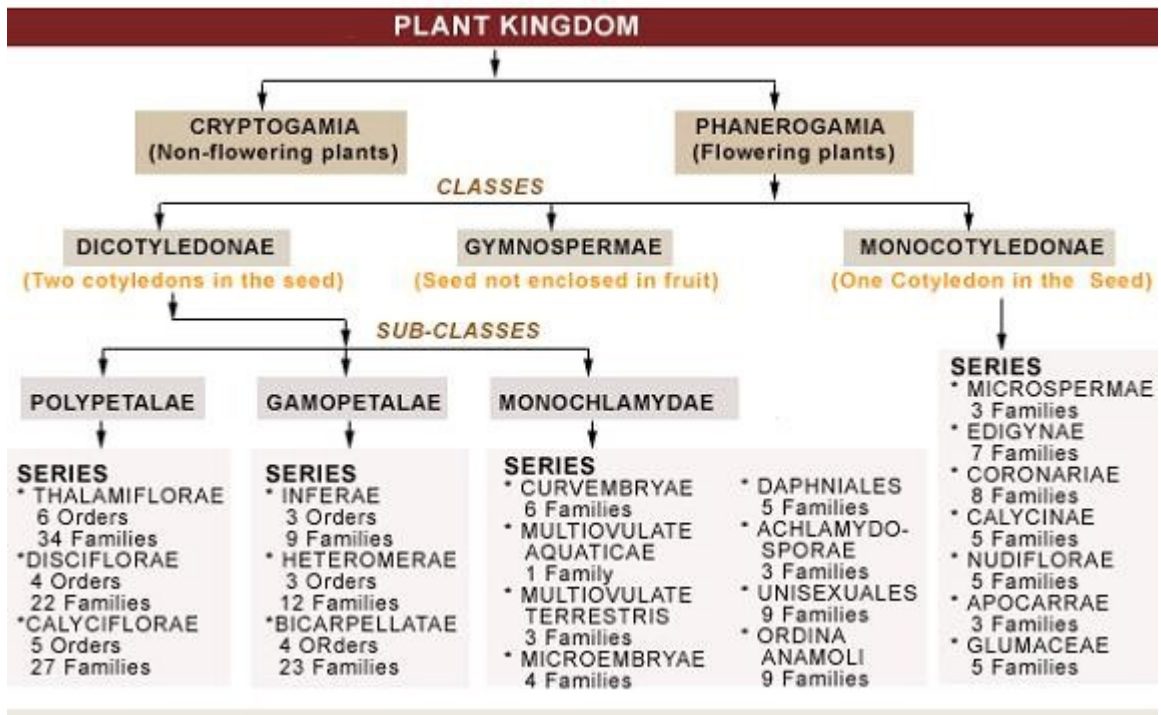 PLANT KINGDOM
CRYPTOGAMIA
(Non-flowering plants)
PHANEROGAMIA
(Flowering plants)
CLASSES
DICOTYLEDONAE
(Two cotyledons in the seed)
GYMNOSPERMAE
(Seed not enclosed in fruit)
MONOCOTYLEDONAE
(One Cotyledon in the Seed)
SUB-CLASSES
POLYPETALAE
GAMOPETALAE
MONOCHLAMYDAE
SERIES
* THALAMIFLORAE
6 Orders
34 Families
*DISCIFLORAE
4 Orders
22 Families
*CALYCIFLORAE
5 Orders
27 Families
SERIES
* INFERAE
3 Orders
9 Families
* HETEROMERAE
3 Orders
12 Families
*BICARPELLATAE
4 ORders
23 Families
SERIES
* CURVEMBRYAE
6 Families
* MULTIOVULATE
AQUATICAE
1 Family
* MULTIOVULATE
TERRESTRIS
3 Families
* MICROEMBRYAE
4 Families
* DAPHNIALES
5 Families
* ACHLAMYDO-
SPORAE
3 Families
* UNISEXUALES
9 Families
* ORDINA
ANAMOLI
9 Families
SERIES
* MICROSPERMAE
3 Families
* EDIGYNAE
7 Families
* CORONARIAE
8 Families
* CALYCINAE
5 Families
* NUDIFLORAE
5 Families
* APOCARRAE
3 Families
* GLUMACEAE
5 Families